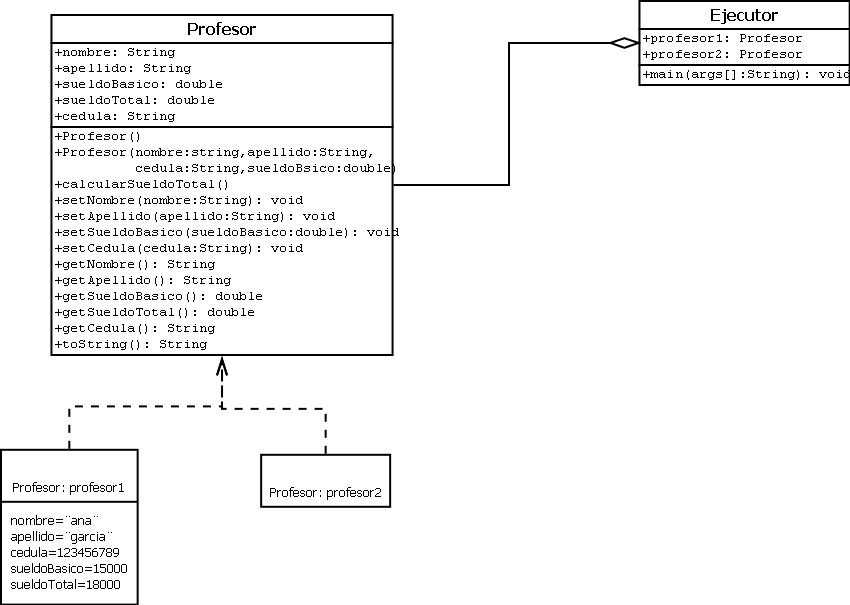 Profesor
+nombre: String
+apellido: String
+sueldoBasico: double
+sueldoTotal: double
+cedula: String
+Profesor()
+Profesor(nombre:string,apellido:String,
cedula:String,sueldoBsico:double)
+calcularSueldoTotal()
+setNombre(nombre:String): void
+setApellido(apellido:String): void
+setSueldoBasico(sueldoBasico:double): void
+setCedula(cedula:String): void
+getNombre(): String
+getApellido(): String
+getSueldoBasico(): double
+getSueldoTotal(): double
+getCedula(): String
+toString(): String
Ejecutor
+profesor1: Profesor
+profesor2: Profesor
+main(args[]:String): void
Profesor: profesor1
nombre=¨ana¨
apellido=¨garcia¨
cedula=123456789
sueldoBasico=15000
sueldoTotal=18000
Profesor: profesor2